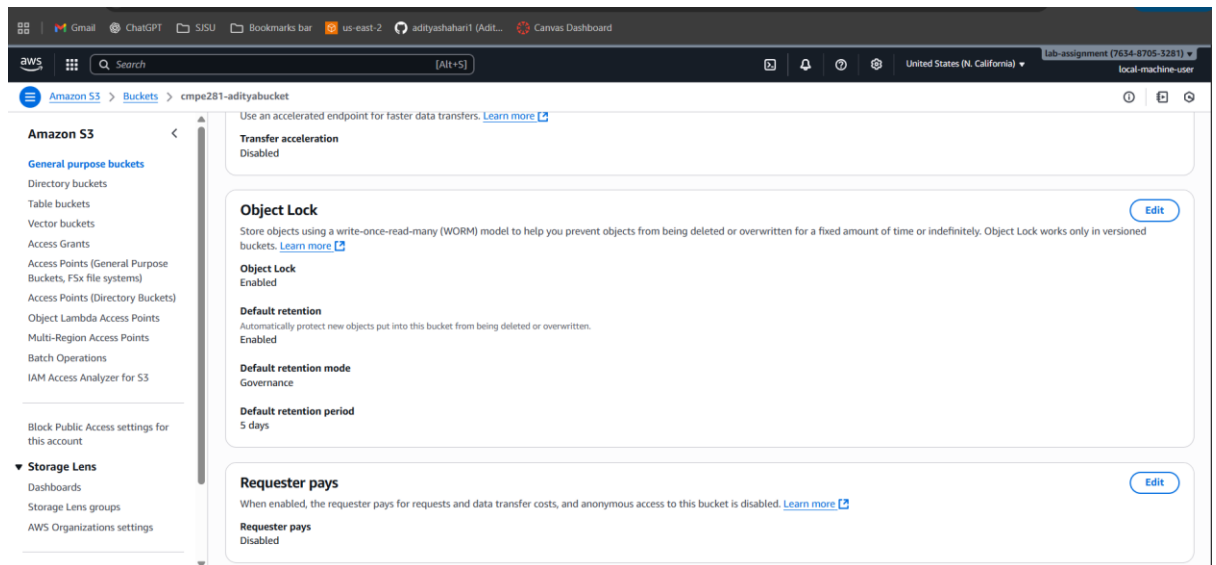 Gmail ChatGPT SJSU Bookmarks bar us-east-2 adityashahari1 (Adit... Canvas Dashboard
aws Search [Alt+S] United States (N. California) lab-assignment (7634-8705-3281)
local-machine-user
Amazon S3 > Buckets > cmpe281-adityabucket
Amazon S3
General purpose buckets
Directory buckets
Table buckets
Vector buckets
Access Grants
Access Points (General Purpose
Buckets, FSx file systems)
Access Points (Directory Buckets)
Object Lambda Access Points
Multi-Region Access Points
Batch Operations
IAM Access Analyzer for S3
Block Public Access settings for
this account
Storage Lens
Dashboards
Storage Lens groups
AWS Organizations settings
Use an accelerated endpoint for faster data transfers. Learn more
Transfer acceleration
Disabled
Object Lock
Edit
Store objects using a write-once-read-many (WORM) model to help you prevent objects from being deleted or overwritten for a fixed amount of time or indefinitely. Object Lock works only in versioned
buckets. Learn more
Object Lock
Enabled
Default retention
Automatically protect new objects put into this bucket from being deleted or overwritten.
Enabled
Default retention mode
Governance
Default retention period
5 days
Requester pays
Edit
When enabled, the requester pays for requests and data transfer costs, and anonymous access to this bucket is disabled. Learn more
Requester pays
Disabled